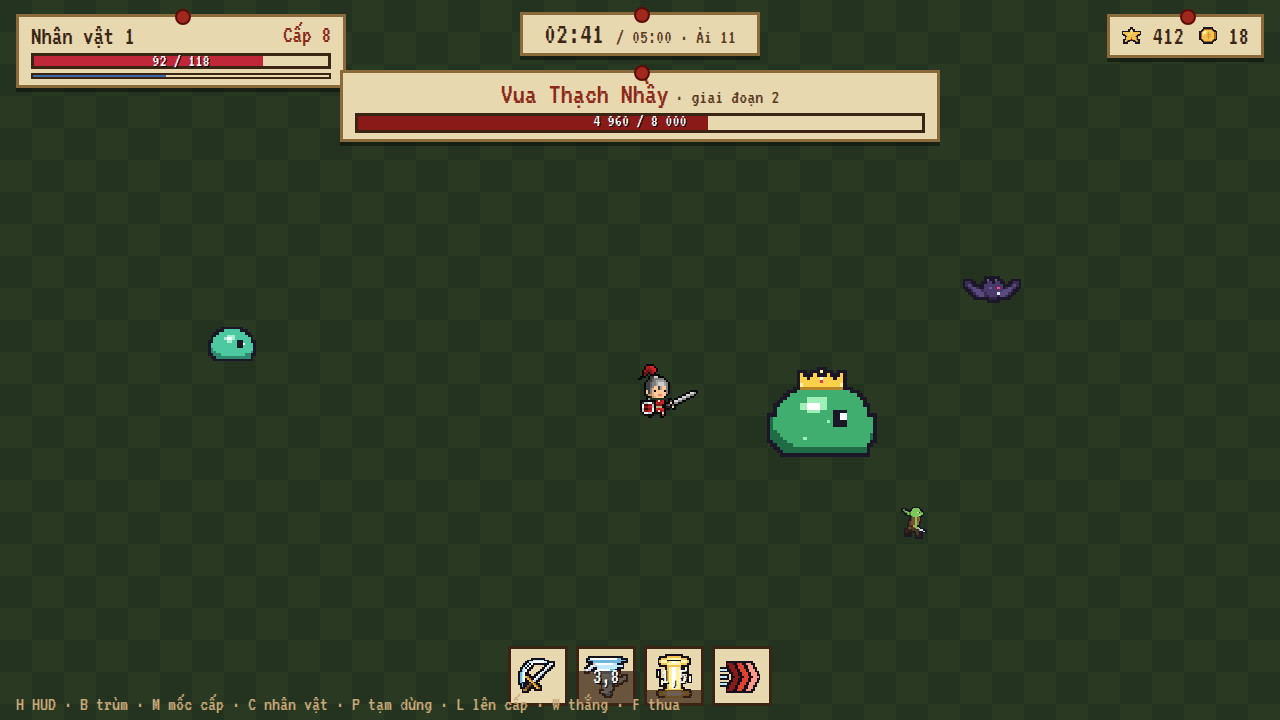 Nhân vật 1 Cấp 8
92 / 118
02:41 / 05:00 · Ải 11
412 18
Vua Thạch Nhầy · giai đoạn 2
4 960 / 8 000
3,8
H HUD · B trùm · M mốc cấp · C nhân vật · P tạm dừng · L lên cấp · W thắng · F thua